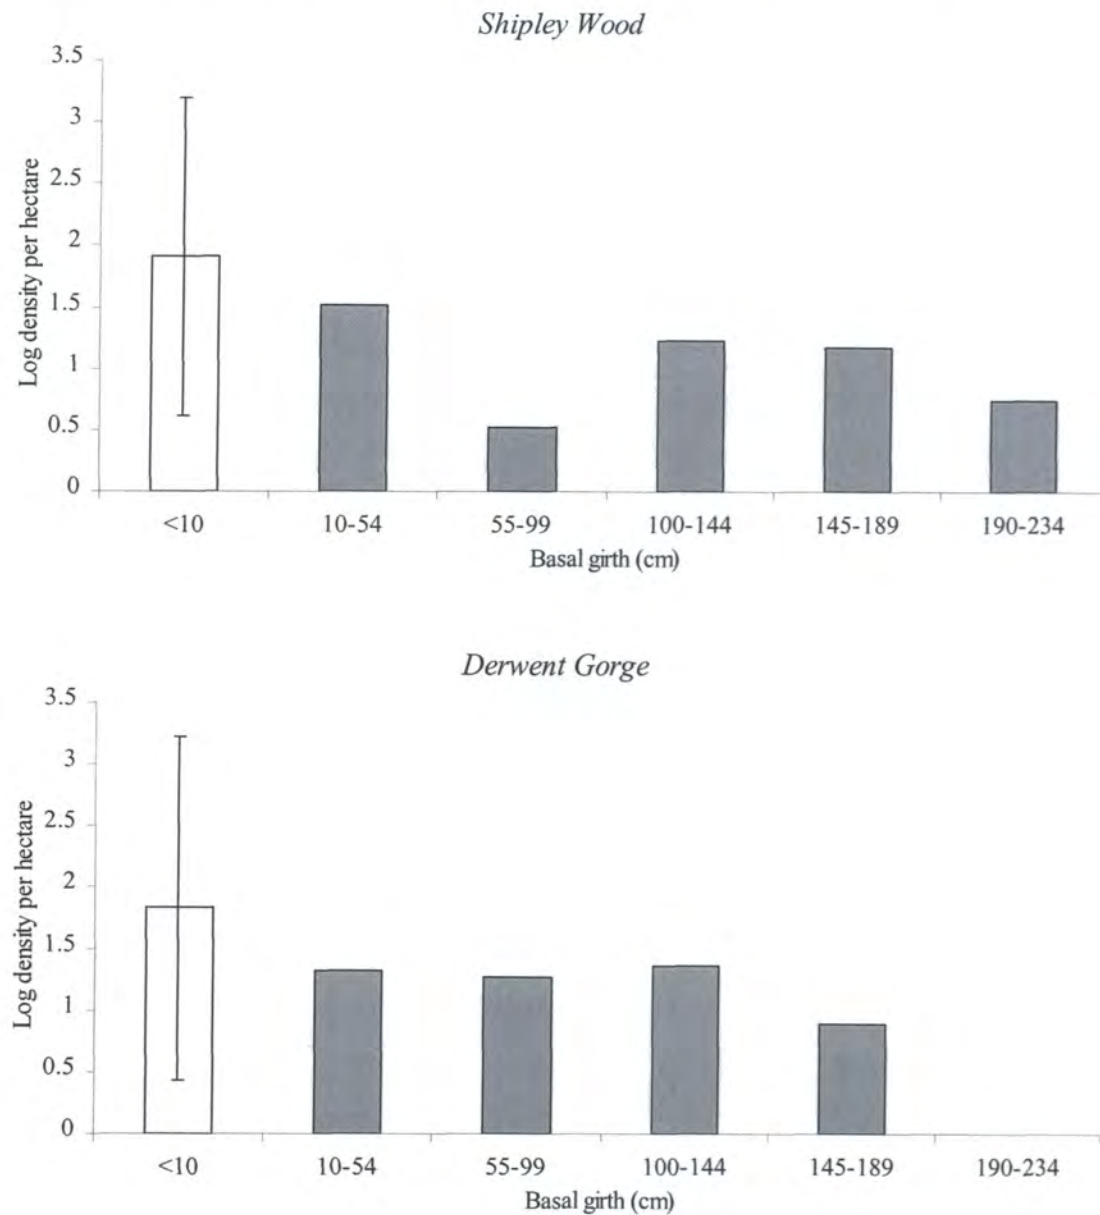 Shipley Wood
3.5
3
2.5
2
1.5
1
0.5
0
Log density per hectare
<10 10-54 55-99 100-144 145-189 190-234
Basal girth (cm)
Derwent Gorge
3.5
3
2.5
2
1.5
1
0.5
0
Log density per hectare
<10 10-54 55-99 100-144 145-189 190-234
Basal girth (cm)